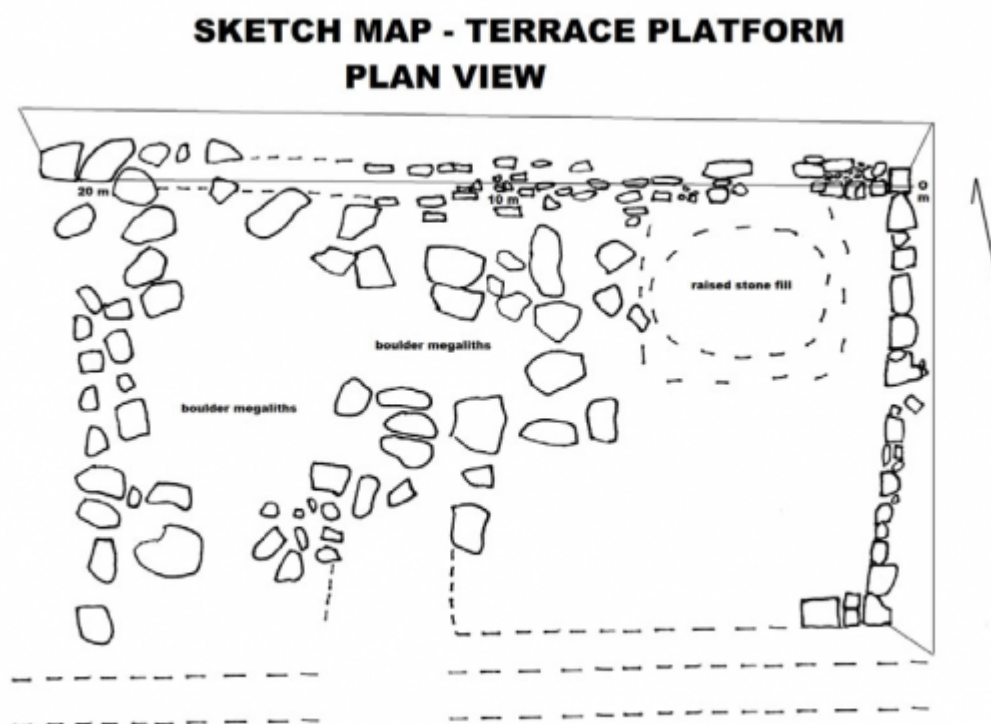 SKETCH MAP - TERRACE PLATFORM
PLAN VIEW
20 m
10 m
0
m
raised stone fill
boulder megaliths
boulder megaliths